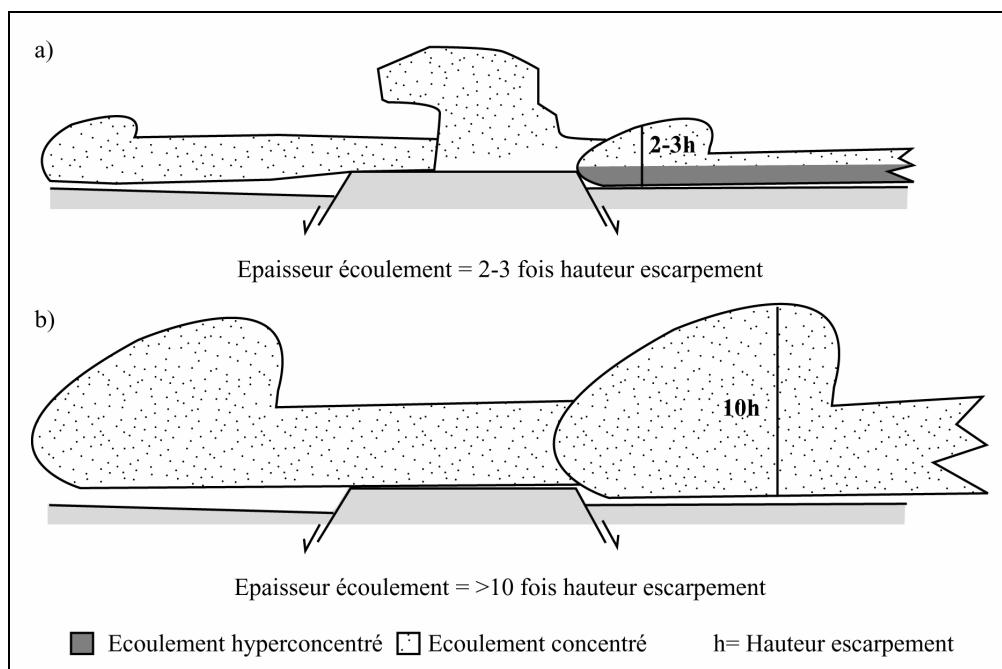 a)
2-3h
Epaisseur écoulement = 2-3 fois hauteur escarpement
b)
10h
Epaisseur écoulement = >10 fois hauteur escarpement
Ecoulement hyperconcentré Ecoulement concentré h= Hauteur escarpement